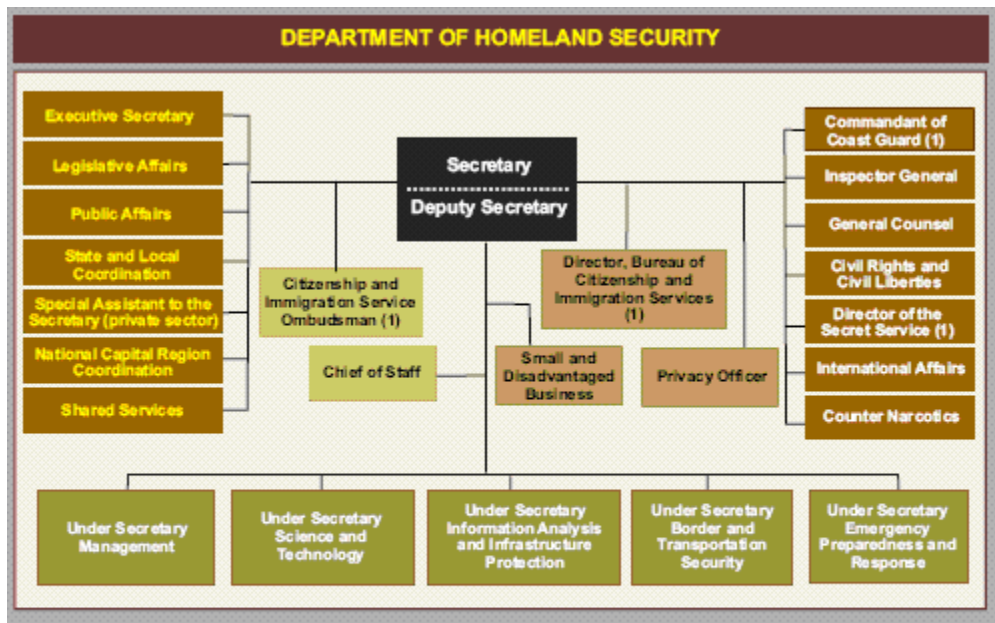 DEPARTMENT OF HOMELAND SECURITY
Executive Secretary
Legislative Affairs
Public Affairs
State and Local
Coordination
Special Assistant to the
Secretary (private sector)
National Capital Region
Coordination
Shared Services
Secretary
Deputy Secretary
Citizenship and
Immigration Service
Ombudsman (1)
Chief of Staff
Director, Bureau of
Citizenship and
Immigration Services
(1)
Small and
Disadvantaged
Business
Privacy Officer
Commandant of
Coast Guard (1)
Inspector General
General Counsel
Civil Rights and
Civil Liberties
Director of the
Secret Service (1)
International Affairs
Counter Narcotics
Under Secretary
Management
Under Secretary
Science and
Technology
Under Secretary
Information Analysis
and Infrastructure
Protection
Under Secretary
Border and
Transportation
Security
Under Secretary
Emergency
Preparedness and
Response